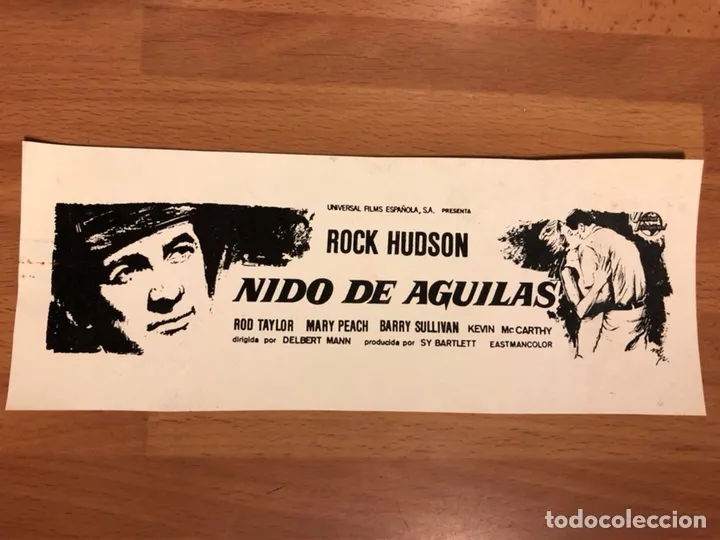 UNIVERSAL FILMS ESPAÑOLA, S.A. PRESENTA
ROCK HUDSON
NIDO DE AGUILAS
ROD TAYLOR MARY PEACH BARRY SULLIVAN KEVIN McCARTHY
dirigida por DELBERT MANN producida por SY BARTLETT EASTMANCOLOR
todocoleccion